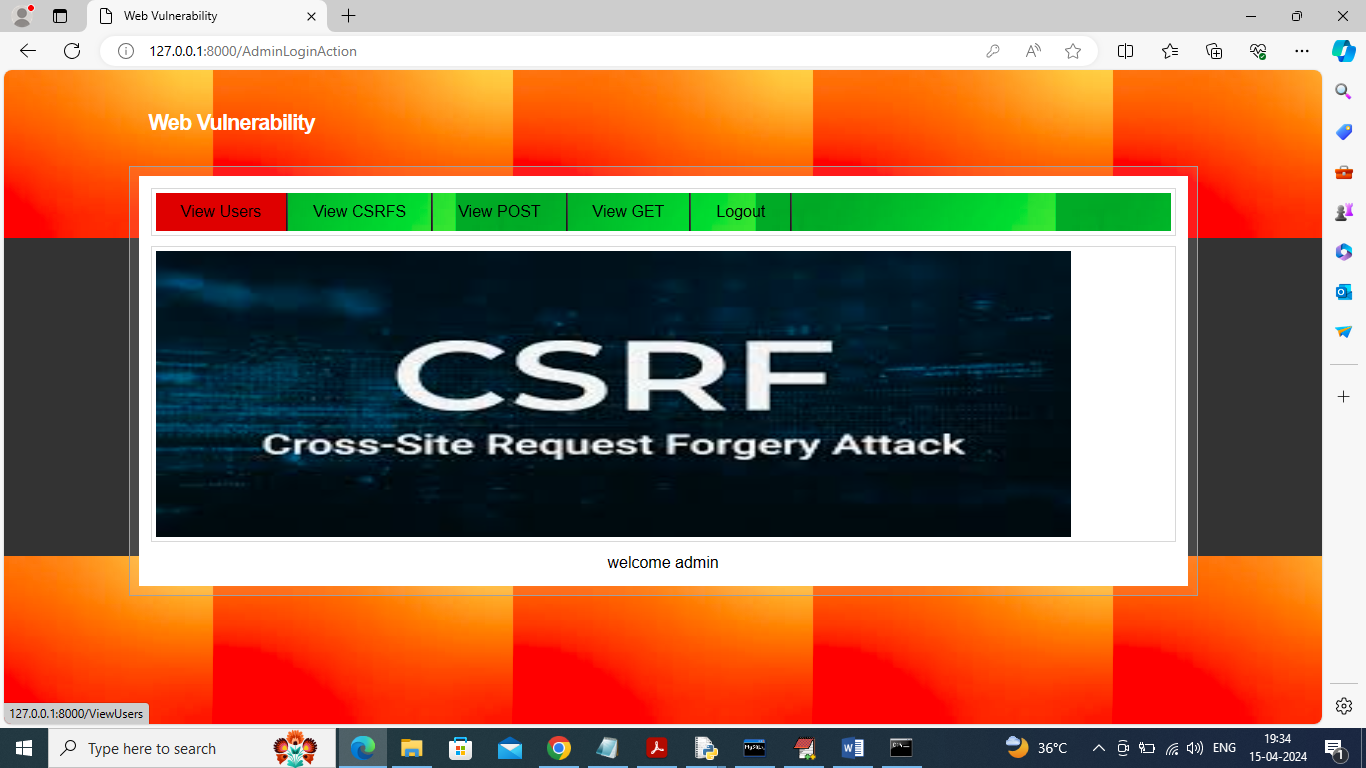 Web Vulnerability
127.0.0.1:8000/AdminLoginAction
Web Vulnerability
View Users View CSRFS View POST View GET Logout
CSRF
Cross-Site Request Forgery Attack
welcome admin
127.0.0.1:8000/ViewUsers
Type here to search
36°C
ENG
19:34
15-04-2024
1